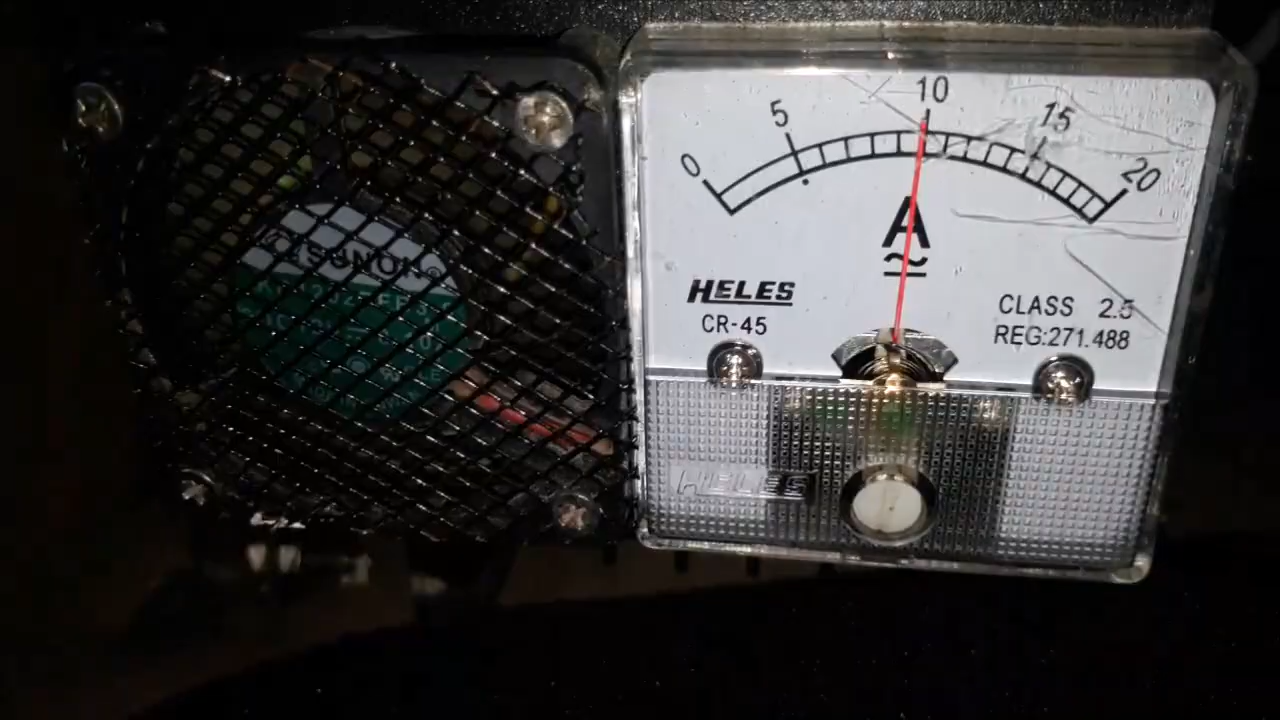 SUNON
0
5
10
15
20
A
HELES
CR-45
CLASS 2.5
REG:271.488
HELES